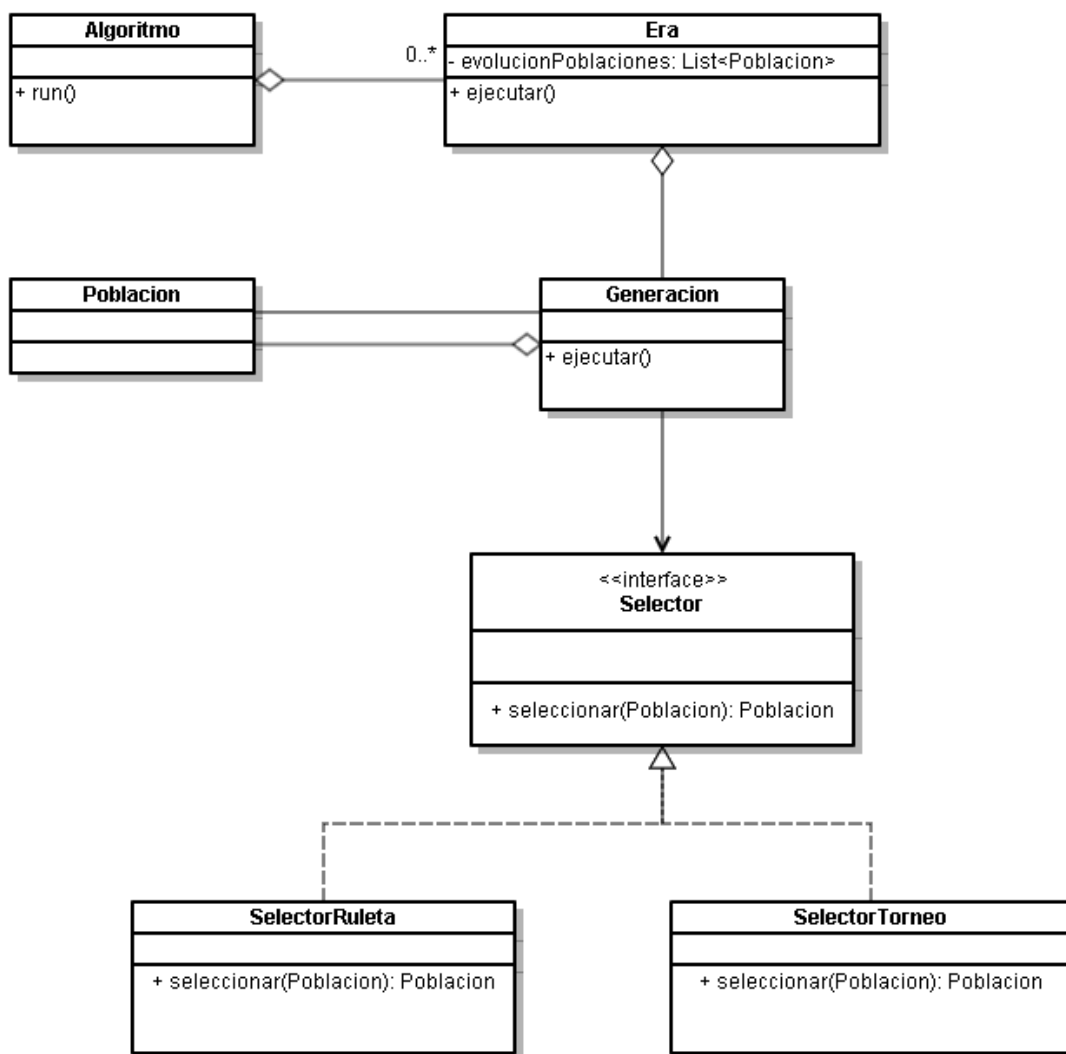 Algoritmo
+ run()
0..*
Era
- evolucionPoblaciones: List<Poblacion>
+ ejecutar()
Poblacion
Generacion
+ ejecutar()
<<interface>>
Selector
+ seleccionar(Poblacion): Poblacion
SelectorRuleta
+ seleccionar(Poblacion): Poblacion
SelectorTorneo
+ seleccionar(Poblacion): Poblacion